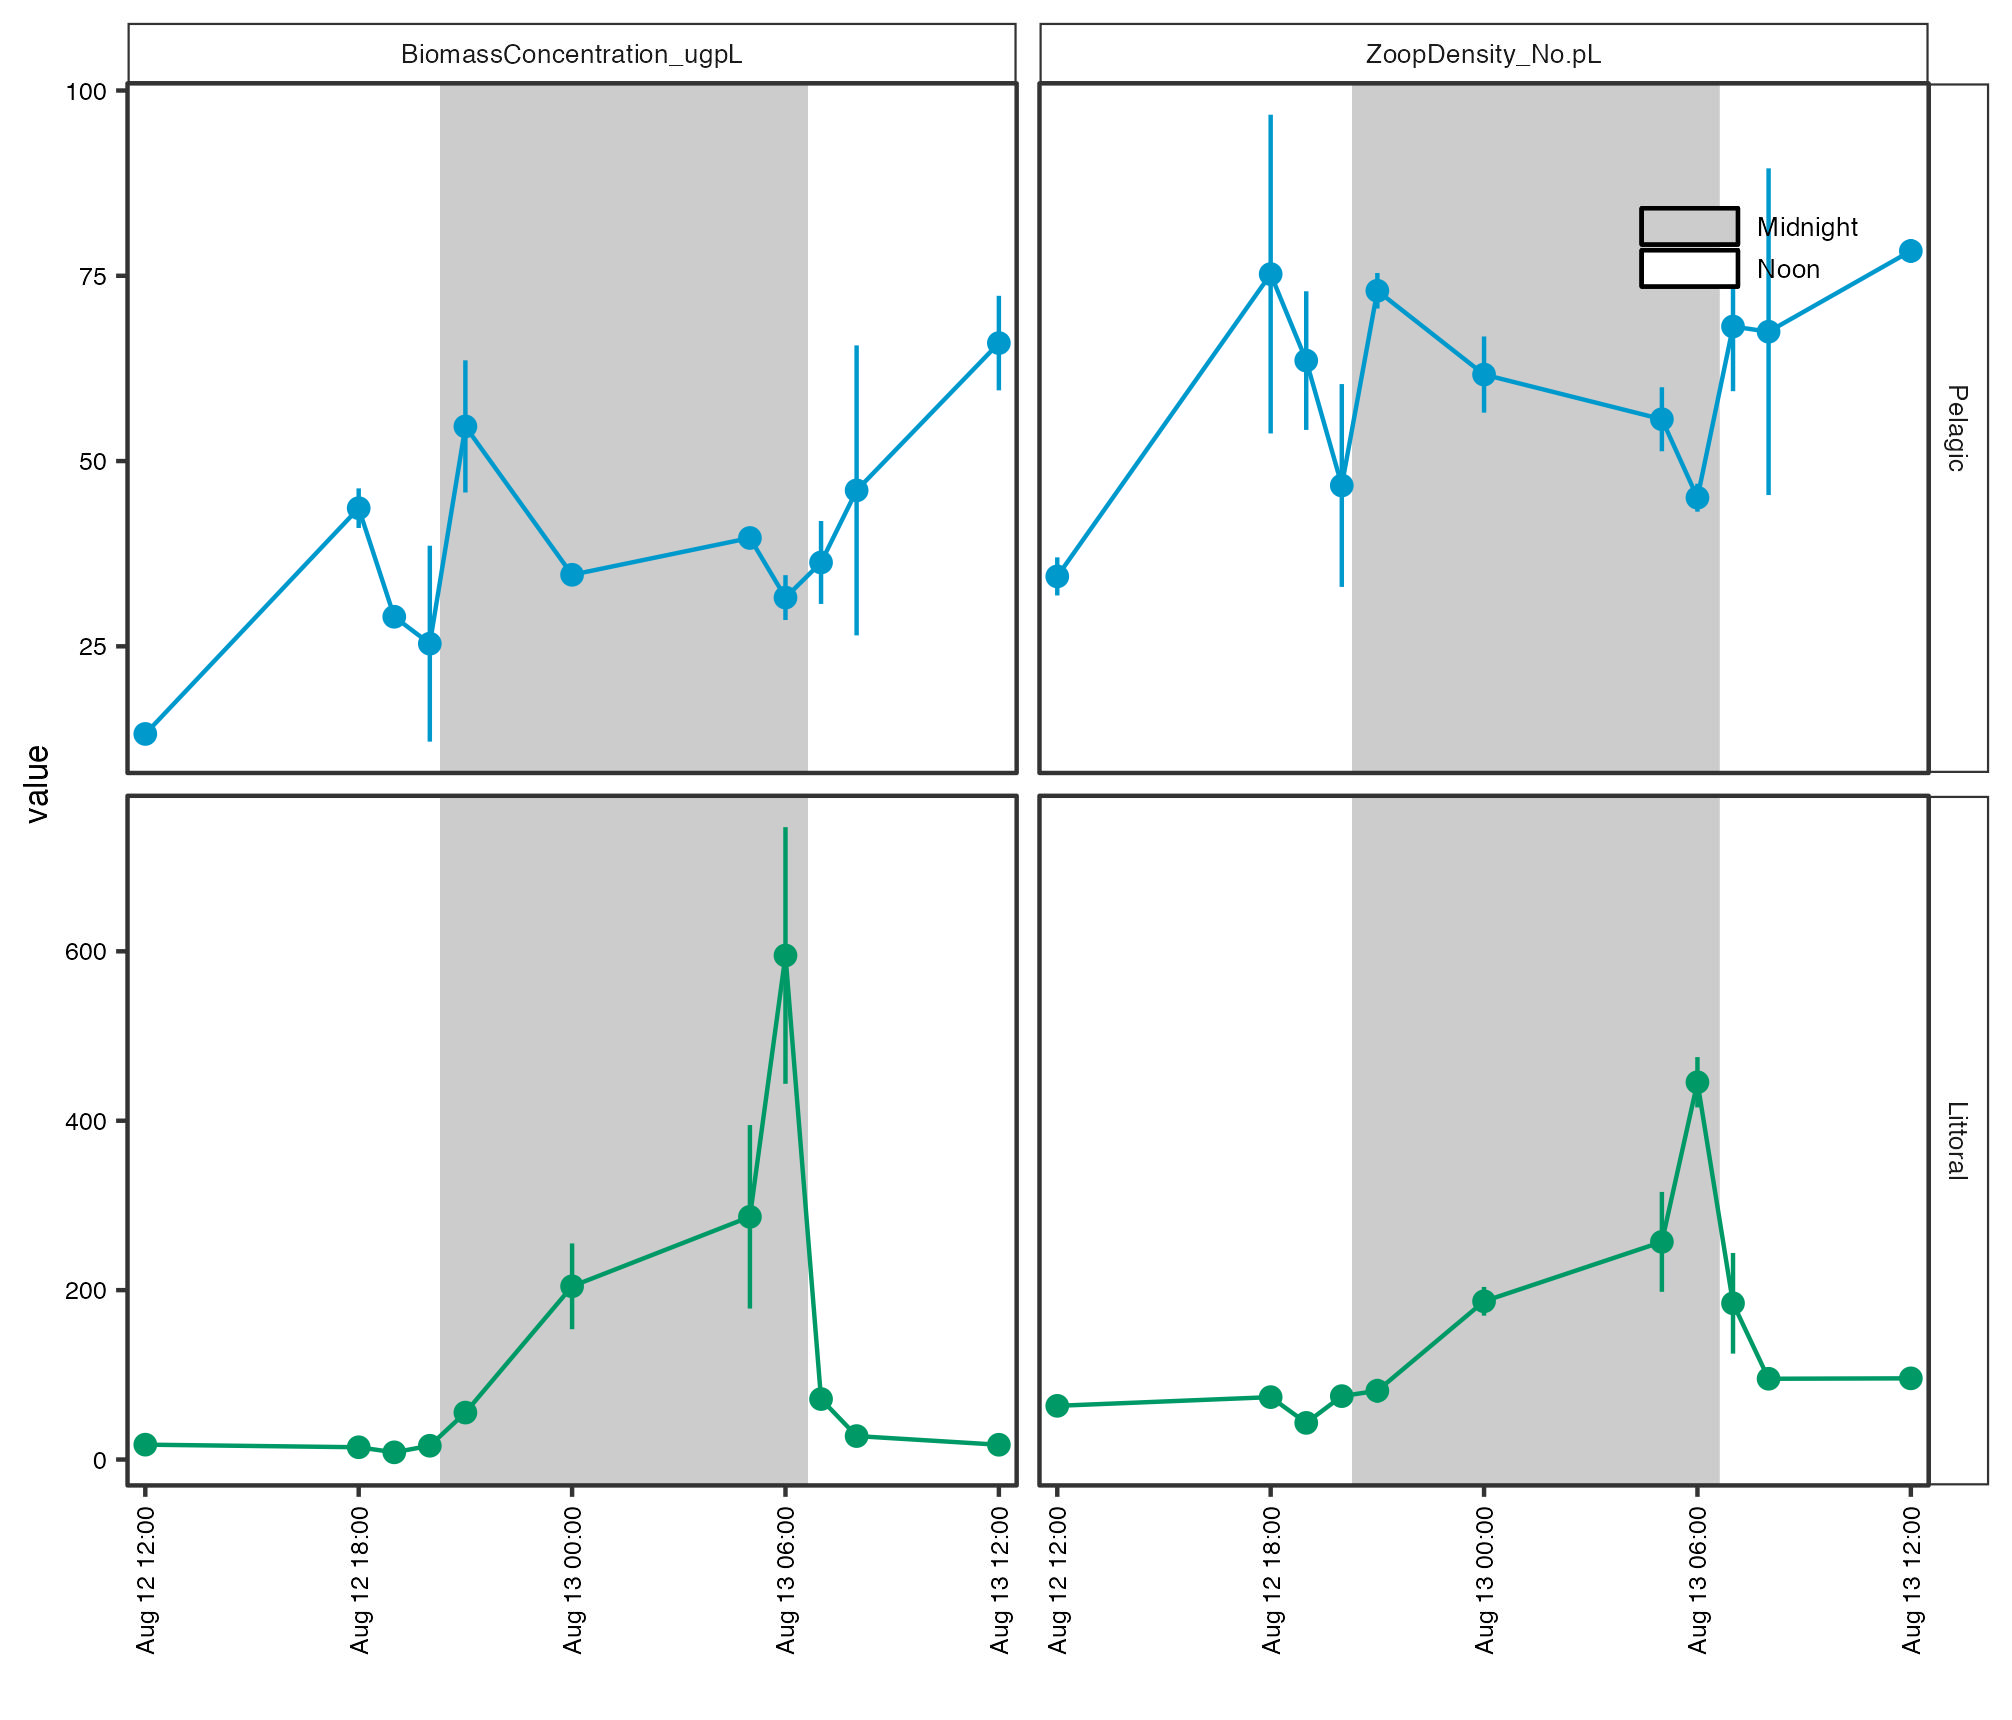 BiomassConcentration_ugpL
ZoopDensity_No.pL
100
75
50
25
Midnight
Noon
Pelagic
value
600
400
200
0
Littoral
Aug 12 12:00
Aug 12 18:00
Aug 13 00:00
Aug 13 06:00
Aug 13 12:00
Aug 12 12:00
Aug 12 18:00
Aug 13 00:00
Aug 13 06:00
Aug 13 12:00